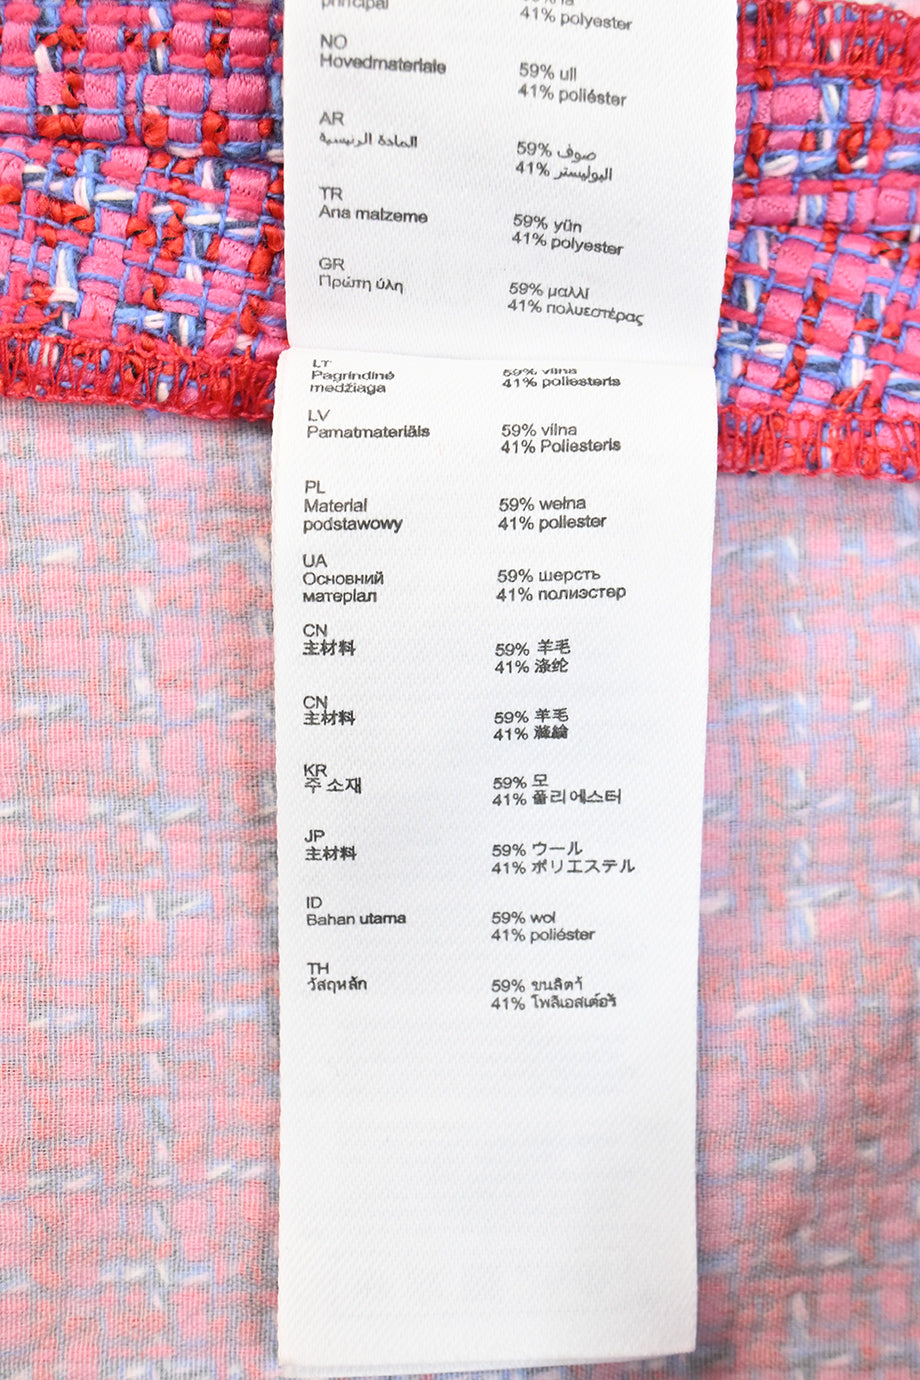 principal
41% polyester
NO
Hovedmateriale
59% ull
41% poliéster
AR
المادة الرئيسية
59% صوف
41% البوليستر
TR
Ana malzeme
59% yün
41% polyester
GR
Πρώτη ύλη
59% μαλλί
41% πολυεστέρας
LT
Pagrindinė
medžiaga
59% vilna
41% poliesteris
LV
Pamatmateriāls
59% vilna
41% Poliesteris
PL
Material
podstawowy
59% wełna
41% poliester
UA
Основний
матеріал
59% шерсть
41% полиэстер
CN
主材料
59% 羊毛
41% 涤纶
CN
主材料
59% 羊毛
41% 滌綸
KR
주 소재
59% 모
41% 폴리에스터
JP
主材料
59% ウール
41% ポリエステル
ID
Bahan utama
59% wol
41% poliéster
TH
วัสดุหลัก
59% ขนสัตว์
41% โพลิเอสเตอร์